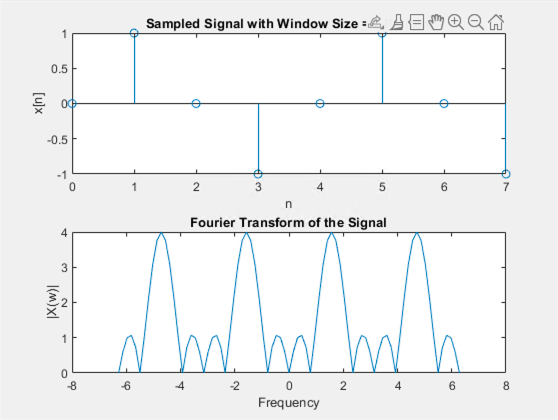 Sampled Signal with Window Size =
1
0.5
0
-0.5
-1
x[n]
0 1 2 3 4 5 6 7
n
Fourier Transform of the Signal
4
3
2
1
0
|X(w)|
-8 -6 -4 -2 0 2 4 6 8
Frequency